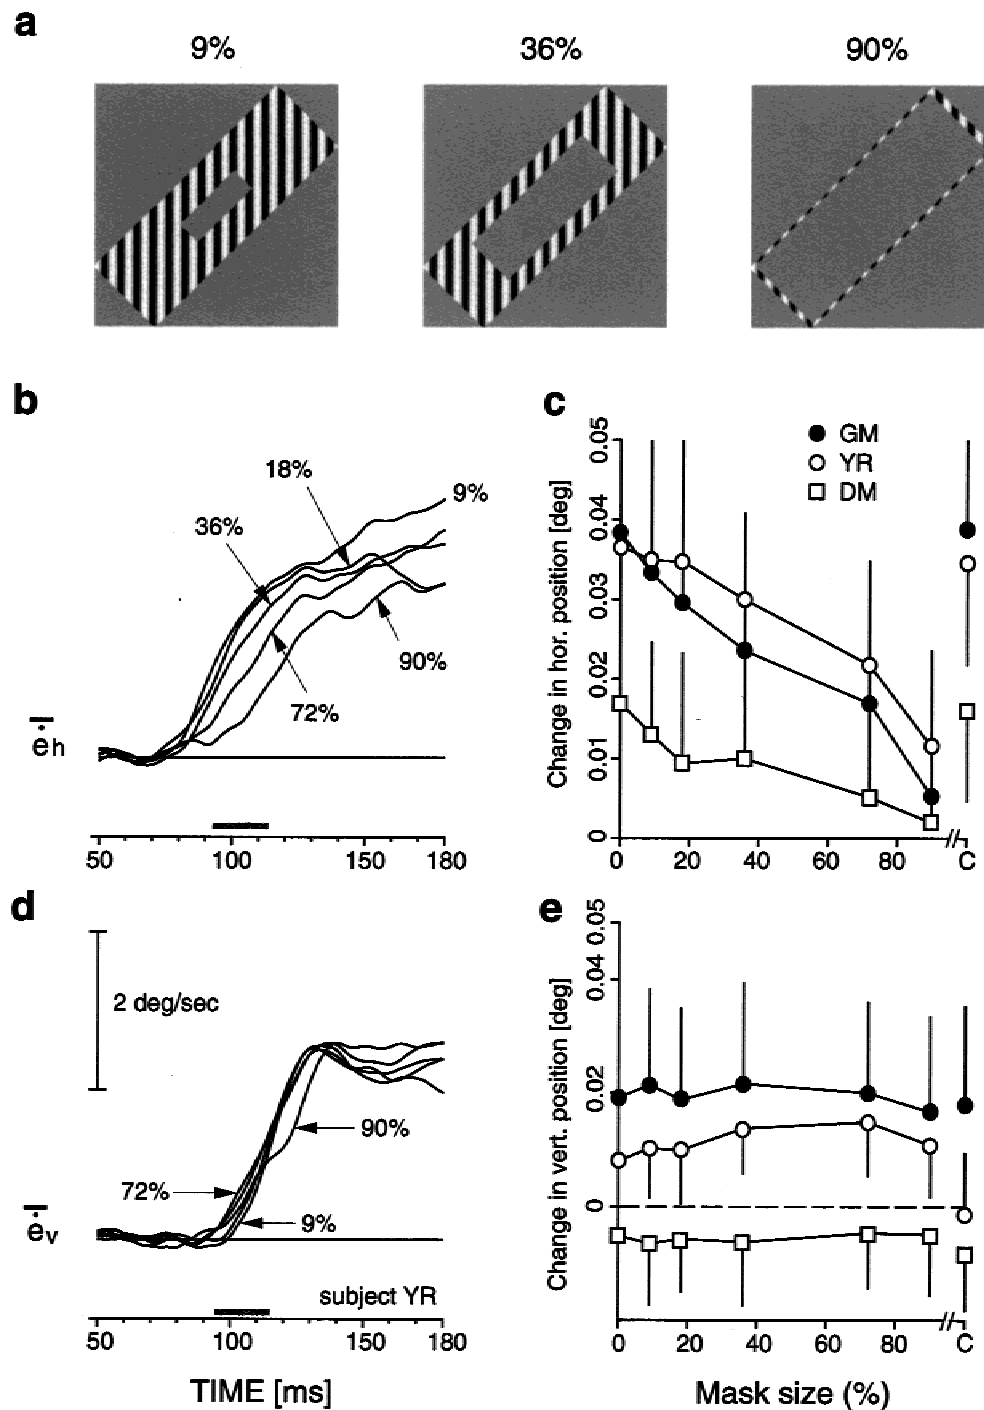 a
9%
36%
90%
b
18%
9%
36%
90%
72%
ėh
50
100
150
180
c
GM
YR
DM
Change in hor. position [deg]
0.05
0.04
0.03
0.02
0.01
0
0
20
40
60
80
C
d
2 deg/sec
90%
72%
9%
ėv
subject YR
50
100
150
180
TIME [ms]
e
Change in vert. position [deg]
0.05
0.04
0.02
0
0
20
40
60
80
C
Mask size (%)